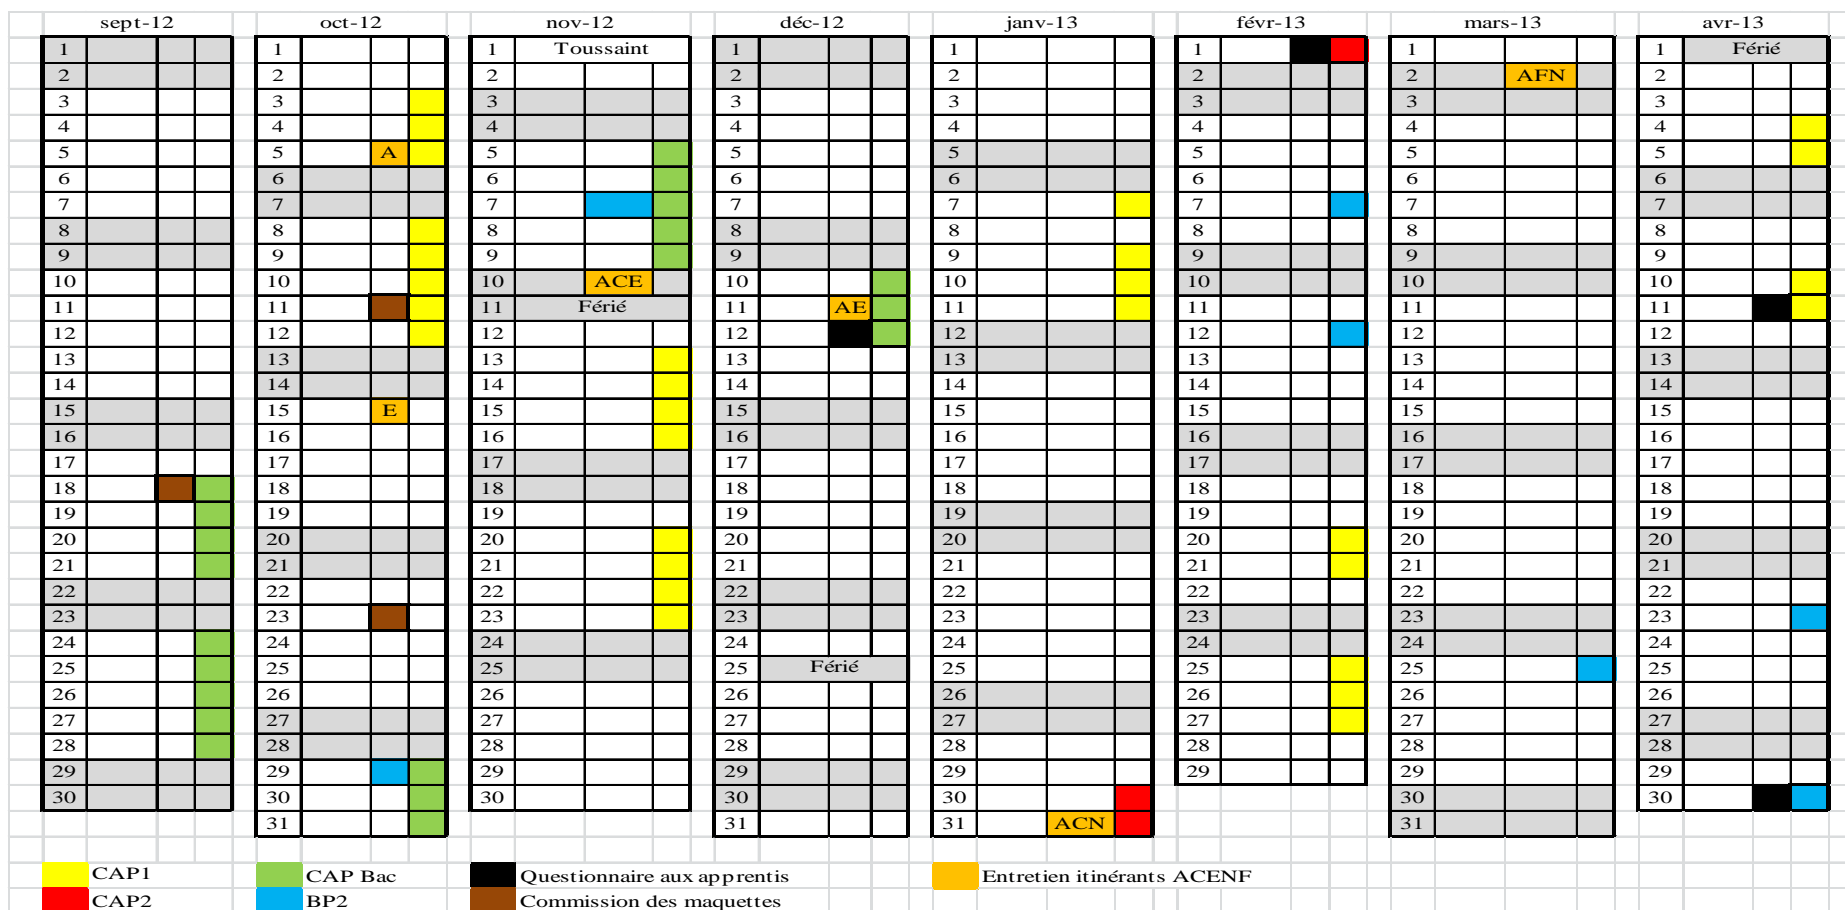 sept-12 oct-12 nov-12 déc-12 janv-13 févr-13 mars-13 avr-13
1 1 1 Toussaint 1 1 1 1 1 Férié
2 2 2 2 2 2 2 AFN 2
3 3 3 3 3 3 3 3
4 4 4 4 4 4 4 4
5 5 A 5 5 5 5 5 5
6 6 6 6 6 6 6 6
7 7 7 7 7 7 7 7
8 8 8 8 8 8 8 8
9 9 9 9 9 9 9 9
10 10 10 ACE 10 10 10 10 10
11 11 11 Férié 11 AE 11 11 11 11
12 12 12 12 12 12 12 12
13 13 13 13 13 13 13 13
14 14 14 14 14 14 14 14
15 15 E 15 15 15 15 15 15
16 16 16 16 16 16 16 16
17 17 17 17 17 17 17 17
18 18 18 18 18 18 18 18
19 19 19 19 19 19 19 19
20 20 20 20 20 20 20 20
21 21 21 21 21 21 21 21
22 22 22 22 22 22 22 22
23 23 23 23 23 23 23 23
24 24 24 24 24 24 24 24
25 25 25 25 Férié 25 25 25 25
26 26 26 26 26 26 26 26
27 27 27 27 27 27 27 27
28 28 28 28 28 28 28 28
29 29 29 29 29 29 29 29
30 30 30 30 30 30 30
31 31 31 ACN 31
CAP1 CAP Bac Questionnaire aux apprentis Entretien itinérants ACENF
CAP2 BP2 Commission des maquettes